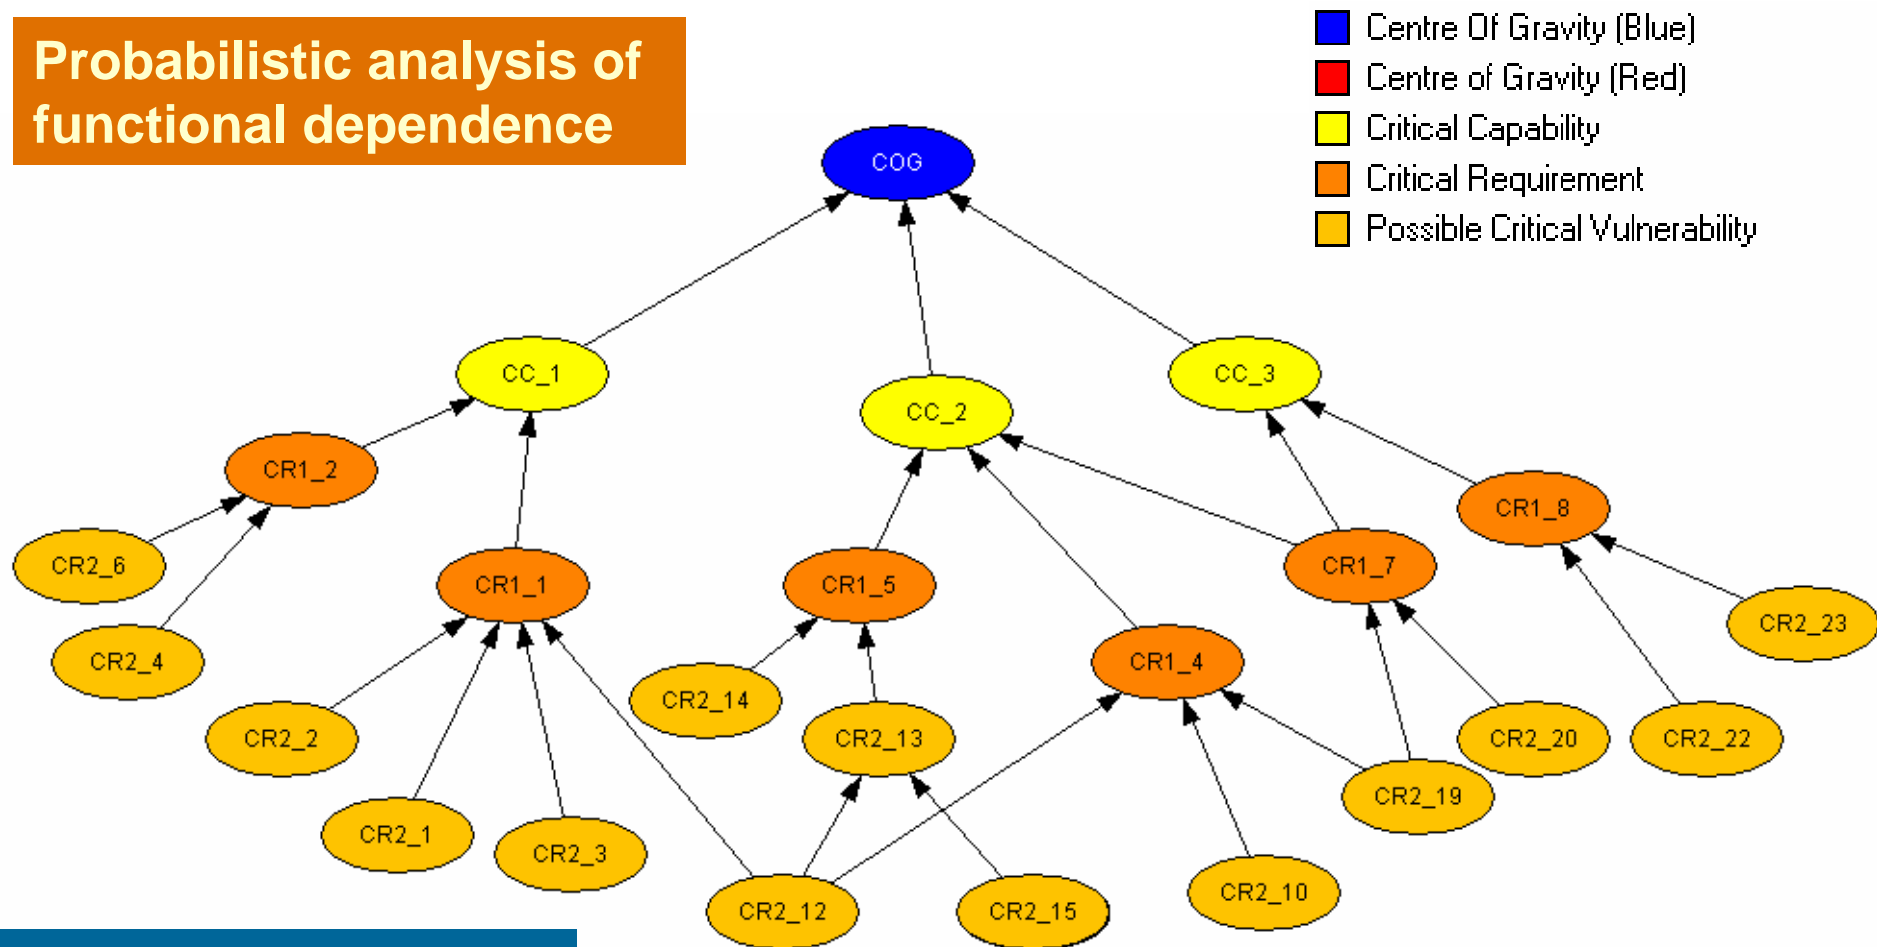 Probabilistic analysis of
functional dependence
Centre Of Gravity (Blue)
Centre of Gravity (Red)
Critical Capability
Critical Requirement
Possible Critical Vulnerability
COG
CC_1
CC_3
CC_2
CR1_2
CR1_8
CR2_6
CR1_1
CR1_5
CR1_7
CR2_23
CR2_4
CR1_4
CR2_14
CR2_2
CR2_13
CR2_20
CR2_22
CR2_19
CR2_1
CR2_3
CR2_10
CR2_12
CR2_15